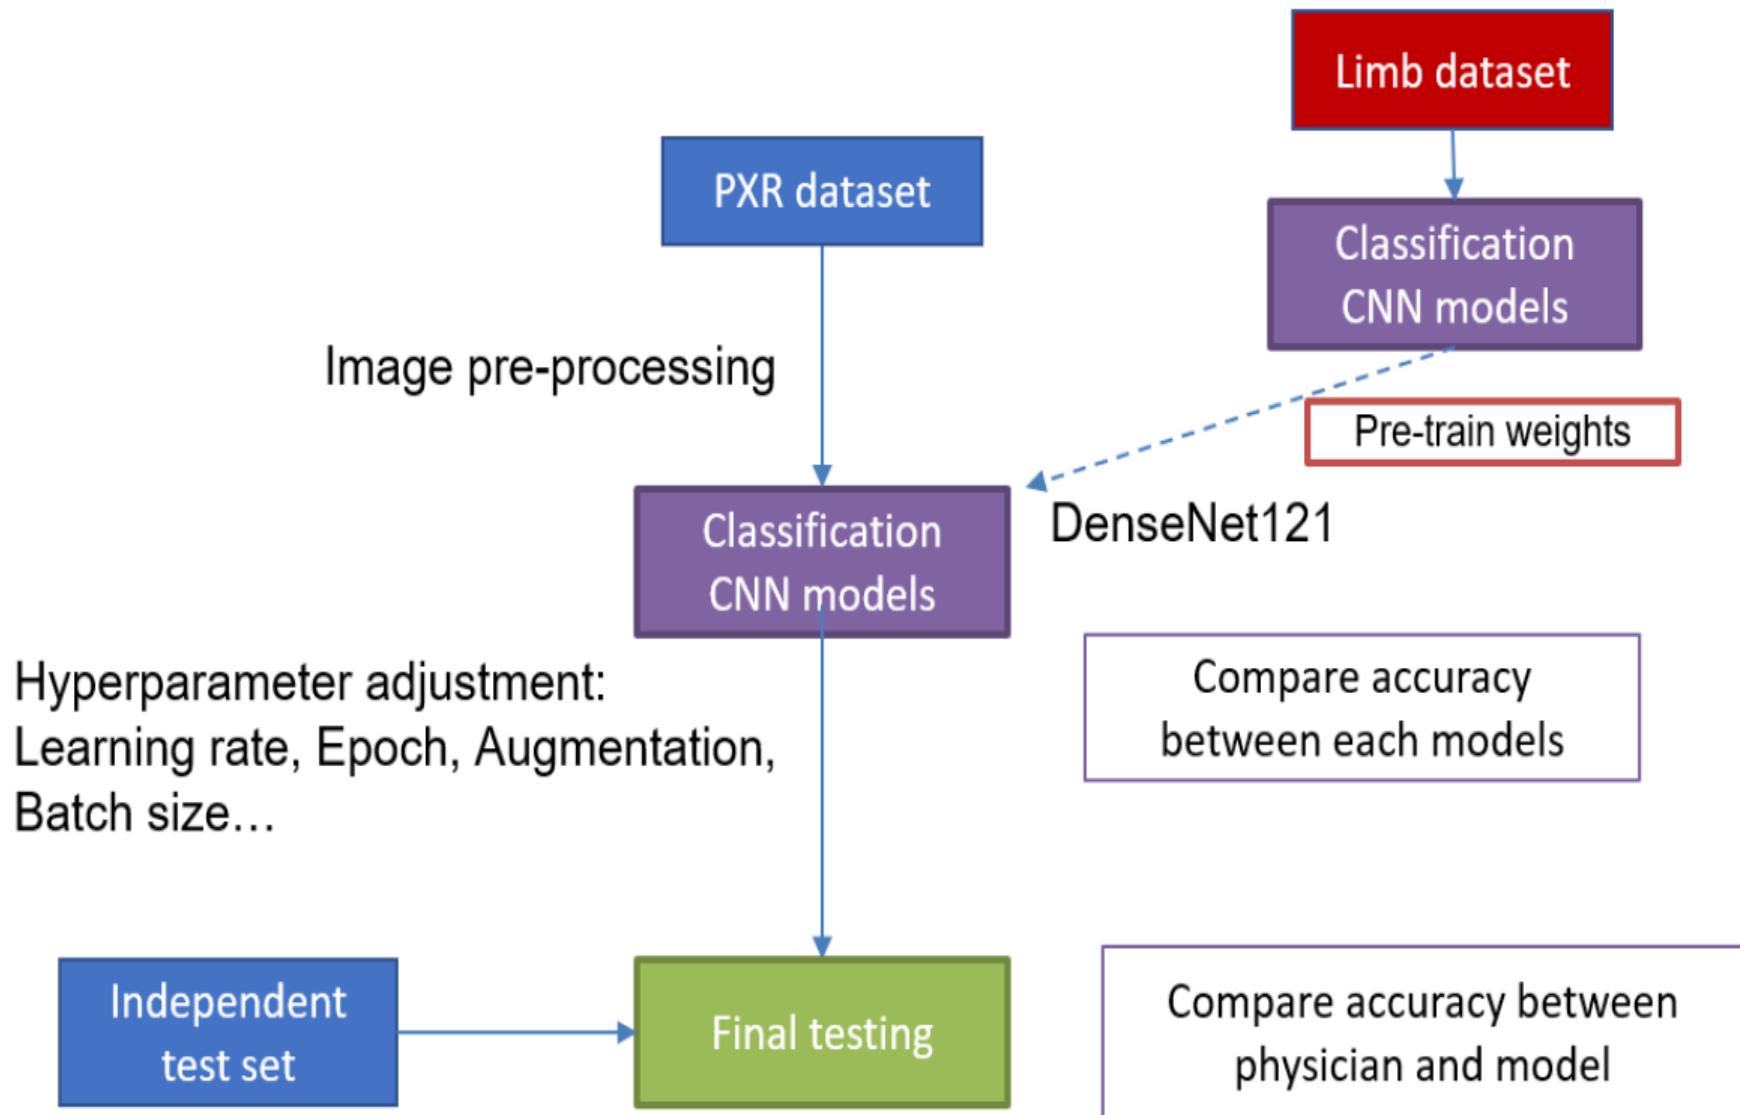 Limb dataset
PXR dataset
Classification
CNN models
Image pre-processing
Pre-train weights
DenseNet121
Classification
CNN models
Compare accuracy
between each models
Hyperparameter adjustment:
Learning rate, Epoch, Augmentation,
Batch size…
Independent
test set
Final testing
Compare accuracy between
physician and model